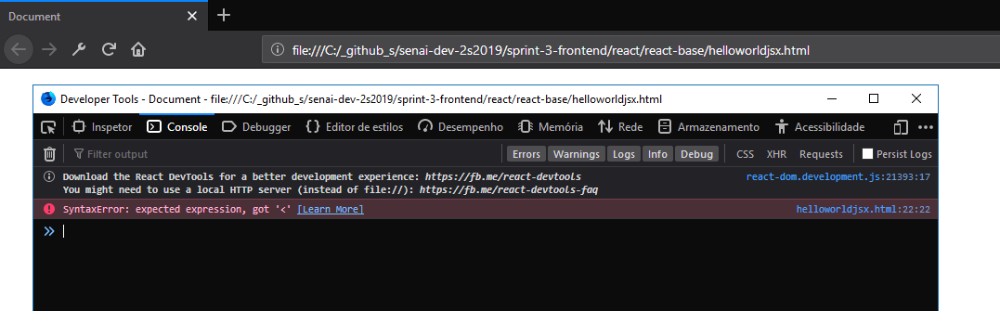 Document
file:///C:/_github_s/senai-dev-2s2019/sprint-3-frontend/react/react-base/helloworldjsx.html
Developer Tools - Document - file:///C:/_github_s/senai-dev-2s2019/sprint-3-frontend/react/react-base/helloworldjsx.html
Inspetor Console Debugger Editor de estilos Desempenho Memória Rede Armazenamento Acessibilidade
Filter output Errors Warnings Logs Info Debug CSS XHR Requests Persist Logs
Download the React DevTools for a better development experience: https://fb.me/react-devtools react-dom.development.js:21393:17
You might need to use a local HTTP server (instead of file://): https://fb.me/react-devtools-faq
SyntaxError: expected expression, got '<' [Learn More] helloworldjsx.html:22:22